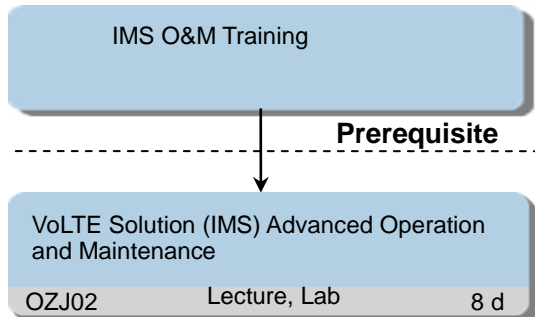 IMS O&M Training
Prerequisite
VoLTE Solution (IMS) Advanced Operation
and Maintenance
OZJ02 Lecture, Lab 8 d